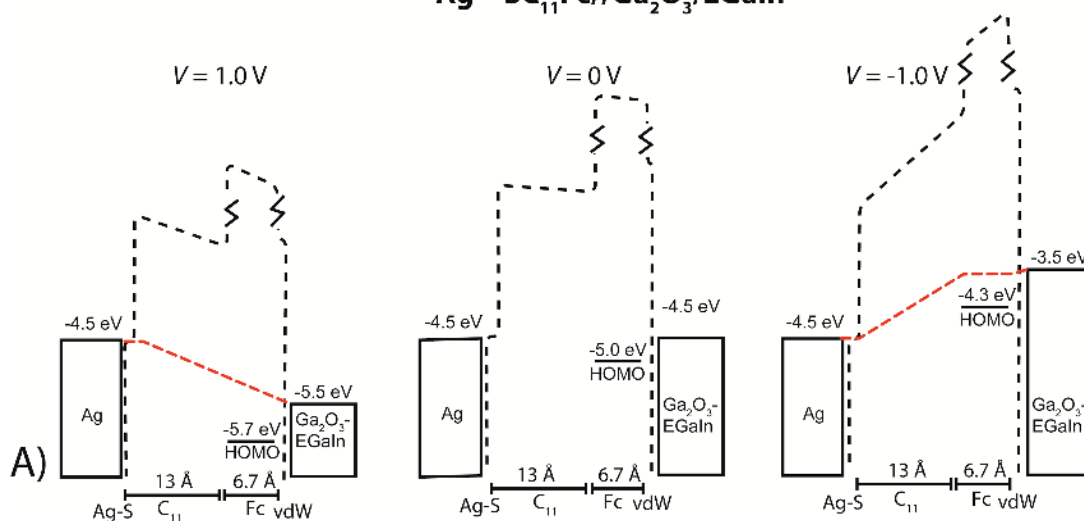 Ag – SC₁₁Fc//Ga₂O₃/EGaIn
V = 1.0 V
V = 0 V
V = -1.0 V
-4.5 eV
-5.5 eV
Ag
Ga₂O₃-
EGaIn
-5.7 eV
HOMO
13 Å
6.7 Å
Ag-S
C₁₁
Fc
vdW
-4.5 eV
-4.5 eV
-5.0 eV
HOMO
Ag
Ga₂O₃-
EGaIn
13 Å
6.7 Å
C₁₁
Fc
-3.5 eV
-4.3 eV
HOMO
-4.5 eV
Ag
Ga₂O₃-
EGaIn
13 Å
6.7 Å
Ag-S
C₁₁
Fc
vdW
A)